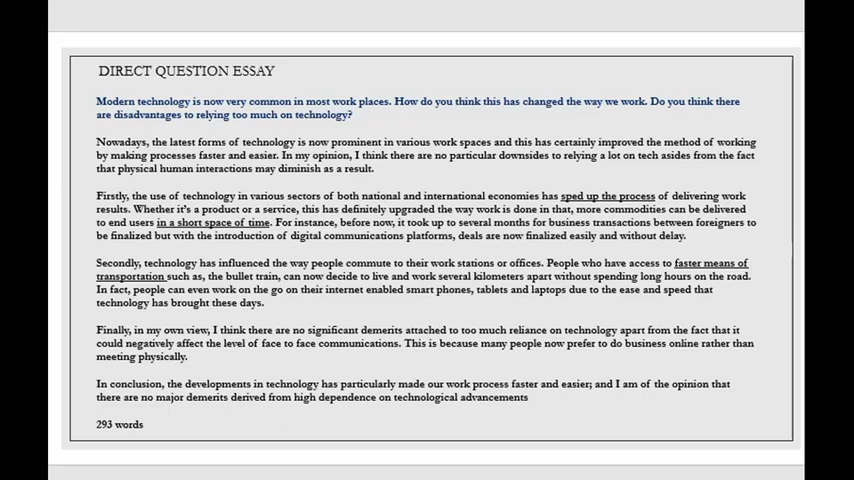 DIRECT QUESTION ESSAY
Modern technology is now very common in most work places. How do you think this has changed the way we work. Do you think there
are disadvantages to relying too much on technology?
Nowadays, the latest forms of technology is now prominent in various work spaces and this has certainly improved the method of working
by making processes faster and easier. In my opinion, I think there are no particular downsides to relying a lot on tech asides from the fact
that physical human interactions may diminish as a result.
Firstly, the use of technology in various sectors of both national and international economies has sped up the process of delivering work
results. Whether it's a product or a service, this has definitely upgraded the way work is done in that, more commodities can be delivered
to end users in a short space of time. For instance, before now, it took up to several months for business transactions between foreigners to
be finalized but with the introduction of digital communications platforms, deals are now finalized easily and without delay.
Secondly, technology has influenced the way people commute to their work stations or offices. People who have access to faster means of
transportation such as, the bullet train, can now decide to live and work several kilometers apart without spending long hours on the road.
In fact, people can even work on the go on their internet enabled smart phones, tablets and laptops due to the ease and speed that
technology has brought these days.
Finally, in my own view, I think there are no significant demerits attached to too much reliance on technology apart from the fact that it
could negatively affect the level of face to face communications. This is because many people now prefer to do business online rather than
meeting physically.
In conclusion, the developments in technology has particularly made our work process faster and easier; and I am of the opinion that
there are no major demerits derived from high dependence on technological advancements
293 words